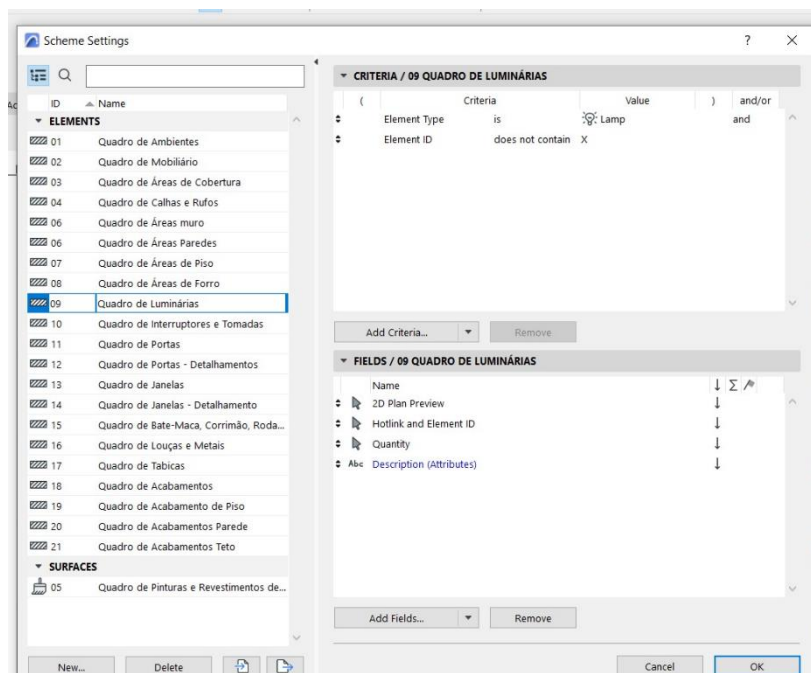 Scheme Settings ? ×
ID Name
ELEMENTS
01 Quadro de Ambientes
02 Quadro de Mobiliário
03 Quadro de Áreas de Cobertura
04 Quadro de Calhas e Rufos
06 Quadro de Áreas muro
06 Quadro de Áreas Paredes
07 Quadro de Áreas de Piso
08 Quadro de Áreas de Forro
09 Quadro de Luminárias
10 Quadro de Interruptores e Tomadas
11 Quadro de Portas
12 Quadro de Portas - Detalhamentos
13 Quadro de Janelas
14 Quadro de Janelas - Detalhamento
15 Quadro de Bate-Maca, Corrimão, Roda...
16 Quadro de Louças e Metais
17 Quadro de Tabicas
18 Quadro de Acabamentos
19 Quadro de Acabamento de Piso
20 Quadro de Acabamentos Parede
21 Quadro de Acabamentos Teto
SURFACES
05 Quadro de Pinturas e Revestimentos de...
New... Delete
CRITERIA / 09 QUADRO DE LUMINÁRIAS
( Criteria Value ) and/or
Element Type is Lamp and
Element ID does not contain X
Add Criteria... Remove
FIELDS / 09 QUADRO DE LUMINÁRIAS
Name ↓ Σ
2D Plan Preview ↓
Hotlink and Element ID ↓
Quantity ↓
Abc Description (Attributes) ↓
Add Fields... Remove
Cancel OK